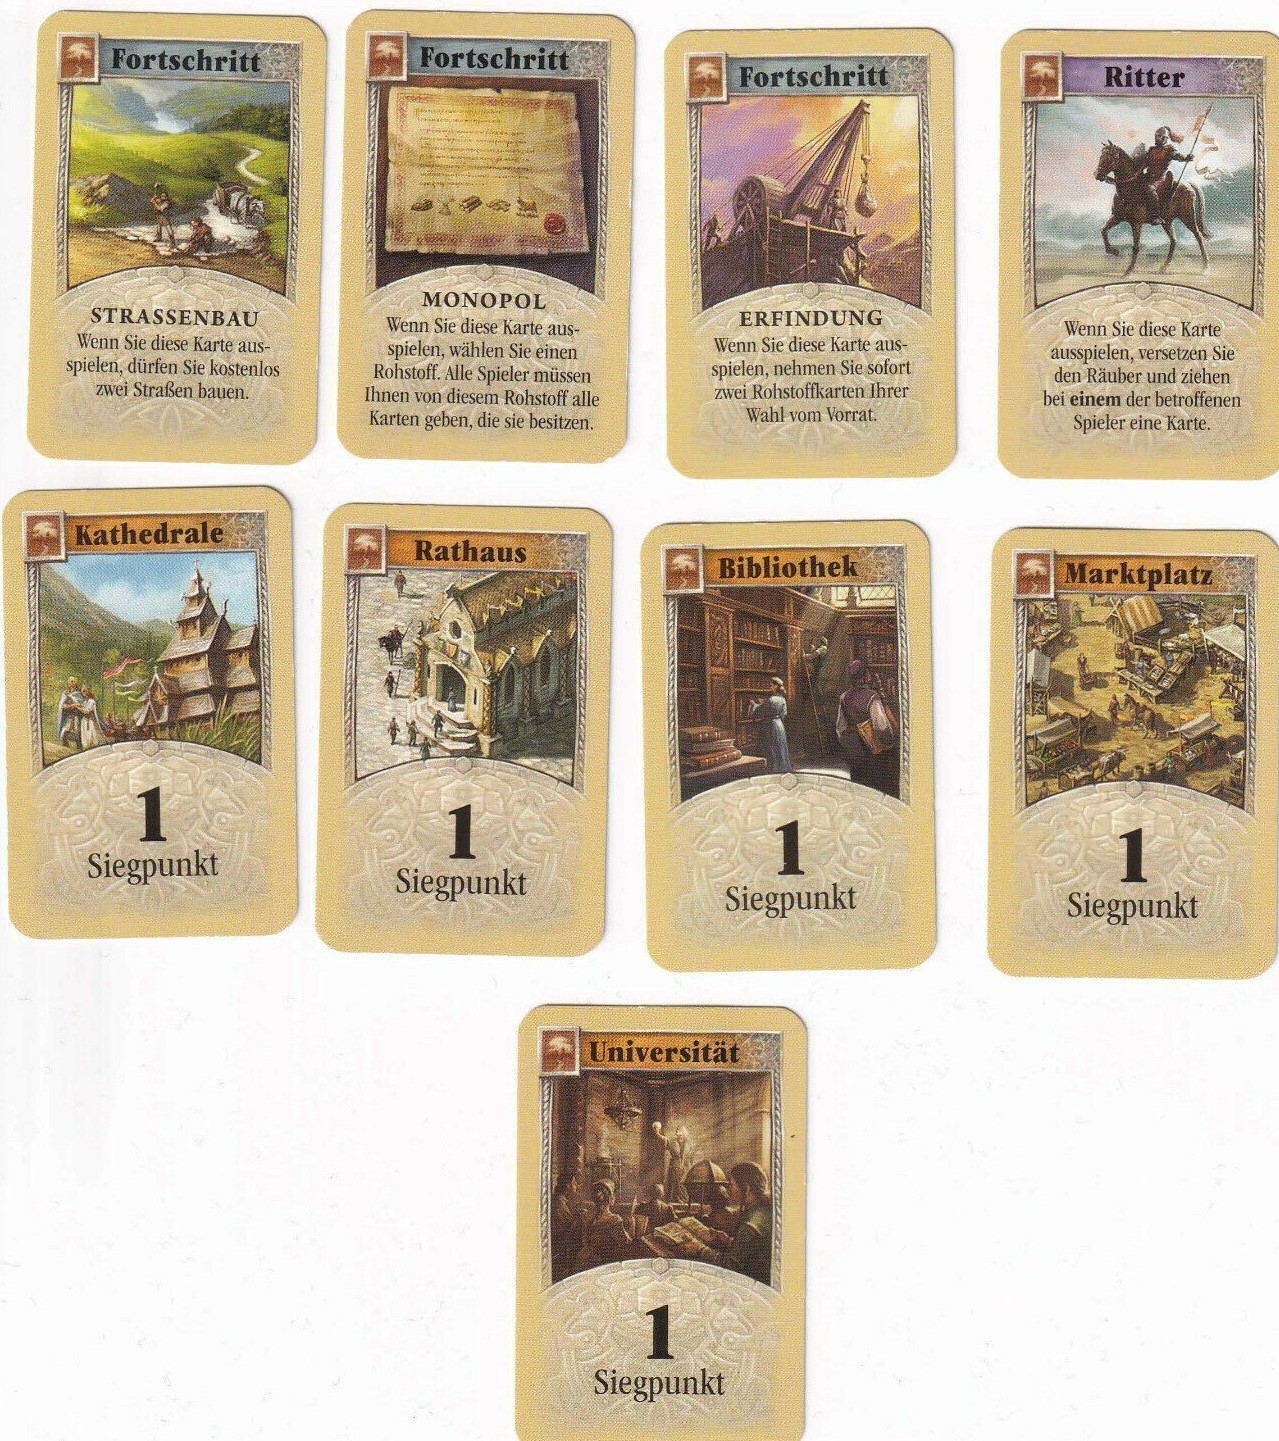 Fortschritt
STRASSENBAU
Wenn Sie diese Karte aus-
spielen, dürfen Sie kostenlos
zwei Straßen bauen.
Fortschritt
MONOPOL
Wenn Sie diese Karte aus-
spielen, wählen Sie einen
Rohstoff. Alle Spieler müssen
Ihnen von diesem Rohstoff alle
Karten geben, die sie besitzen.
Fortschritt
ERFINDUNG
Wenn Sie diese Karte aus-
spielen, nehmen Sie sofort
zwei Rohstoffkarten Ihrer
Wahl vom Vorrat.
Ritter
Wenn Sie diese Karte
ausspielen, versetzen Sie
den Räuber und ziehen
bei einem der betroffenen
Spieler eine Karte.
Kathedrale
1
Siegpunkt
Rathaus
1
Siegpunkt
Bibliothek
1
Siegpunkt
Marktplatz
1
Siegpunkt
Universität
1
Siegpunkt